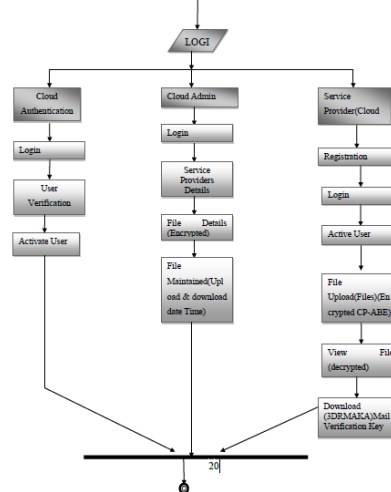 LOGI
Cloud
Authentication
Login
User
Verification
Activate User
Cloud Admin
Login
Service
Providers
Details
File Details
(Encrypted)
File
Maintained(Upl
oad & download
date Time)
Service
Provider(Cloud
Registration
Login
Active User
File
Upload(Files)(En
crypted CP-ABE)
View File
(decrypted)
Download
(3DRMAKA)Mail
Verification Key
20